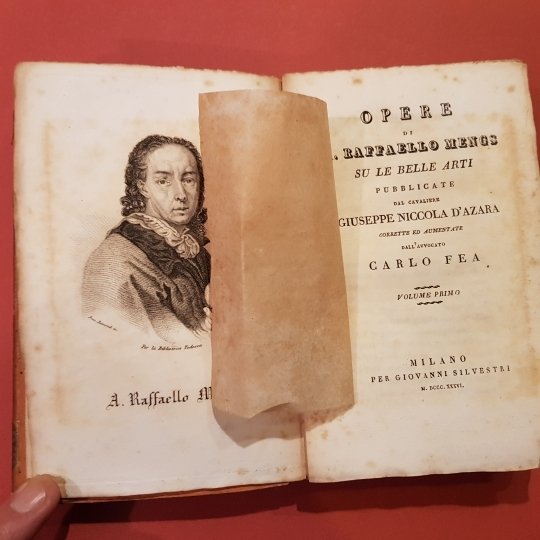 Per la Biblioteca Tedesca
A. Raffaello M
OPERE
DI
. RAFFAELLO MENGS
SU LE BELLE ARTI
PUBBLICATE
DAL CAVALIERE
GIUSEPPE NICCOLA D'AZARA
CORRETTE ED AUMENTATE
DALL'AVVOCATO
CARLO FEA
VOLUME PRIMO
MILANO
PER GIOVANNI SILVESTRI
M. DCCC. XXXVI.